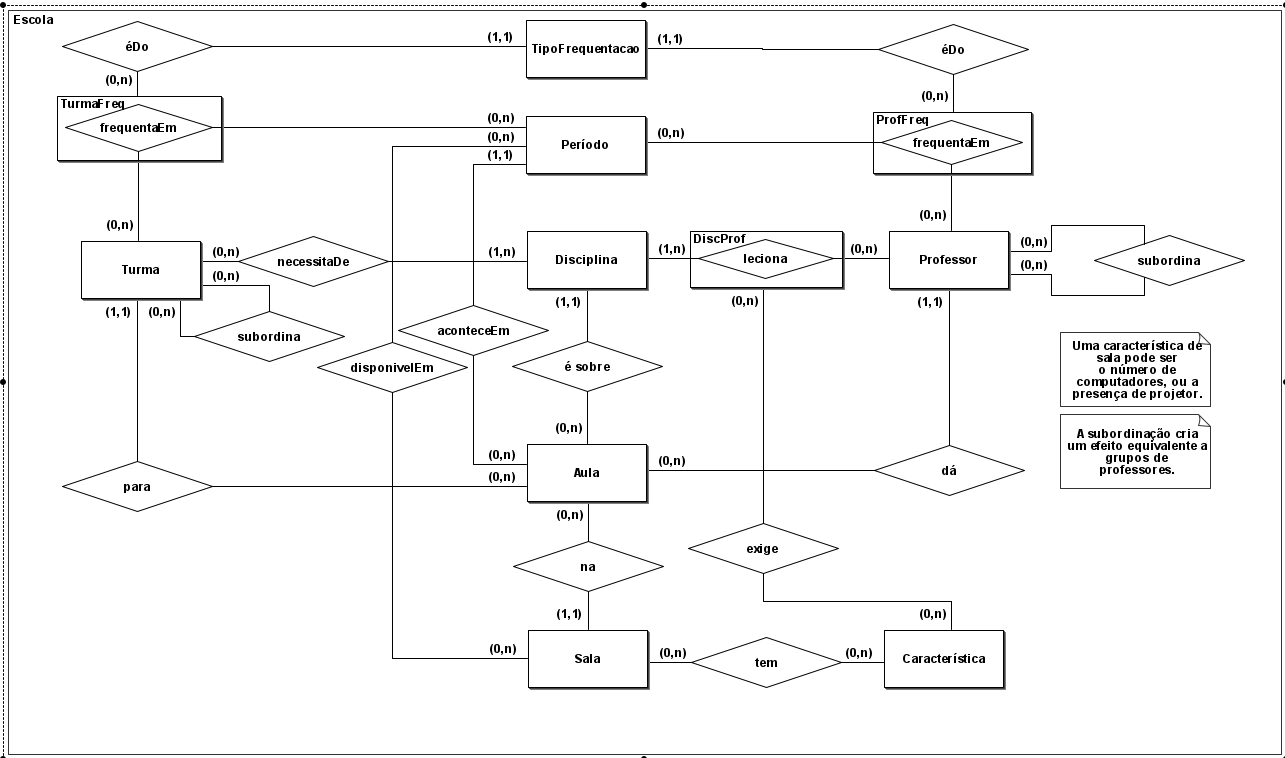 Escola
éDo
(1,1)
TipoFrequentacao
(1,1)
éDo
(0,n)
(0,n)
TurmaFreq
frequentaEm
(0,n)
(0,n)
(1,1)
Período
(0,n)
ProfFreq
frequentaEm
(0,n)
(0,n)
Turma
(0,n)
(0,n)
necessitaDe
(1,n)
Disciplina
(1,n)
DiscProf
leciona
(0,n)
Professor
(0,n)
(0,n)
subordina
(1,1)
(0,n)
subordina
aconteceEm
disponivelEm
(1,1)
é sobre
(0,n)
(0,n)
(1,1)
Uma característica de
sala pode ser
o número de
computadores, ou a
presença de projetor.
A subordinação cria
um efeito equivalente a
grupos de
professores.
para
(0,n)
(0,n)
Aula
(0,n)
dá
(0,n)
na
(1,1)
exige
(0,n)
(0,n)
Sala
(0,n)
tem
(0,n)
Característica